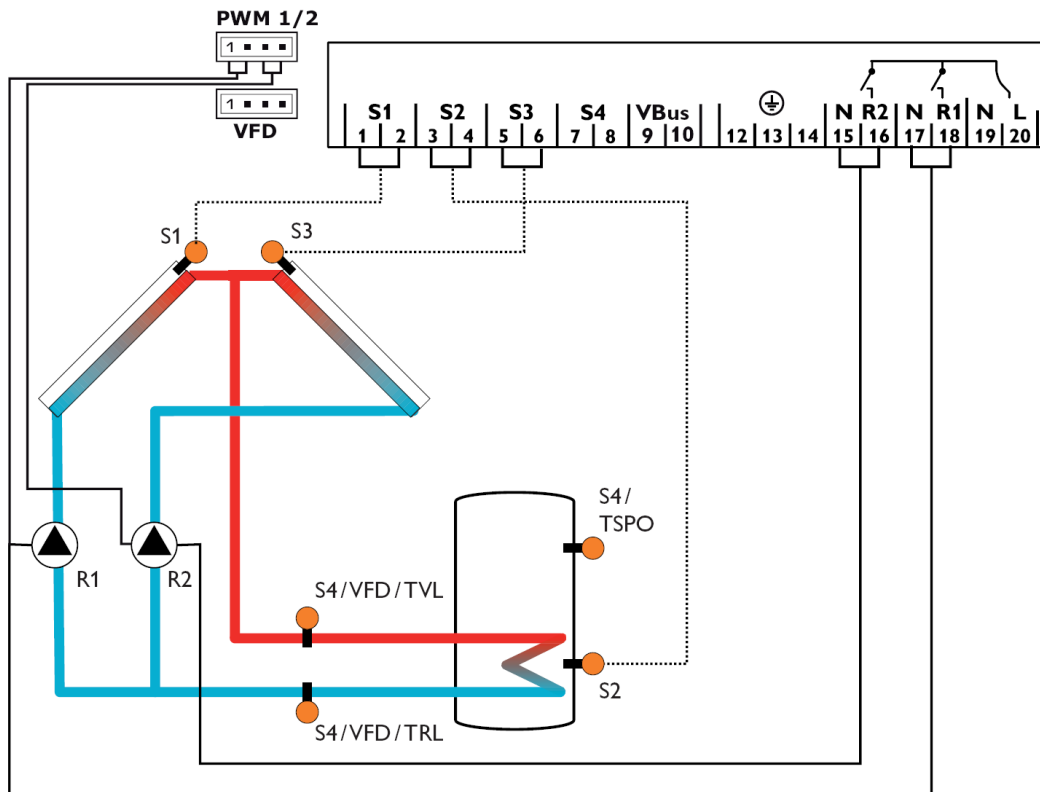 PWM 1/2
1
1
VFD
S1 S2 S3 S4 VBus N R2 N R1 N L
1 2 3 4 5 6 7 8 9 10 12 13 14 15 16 17 18 19 20
S1
S3
S4 /
TSPO
R1
R2
S4 / VFD / TVL
S2
S4 / VFD / TRL